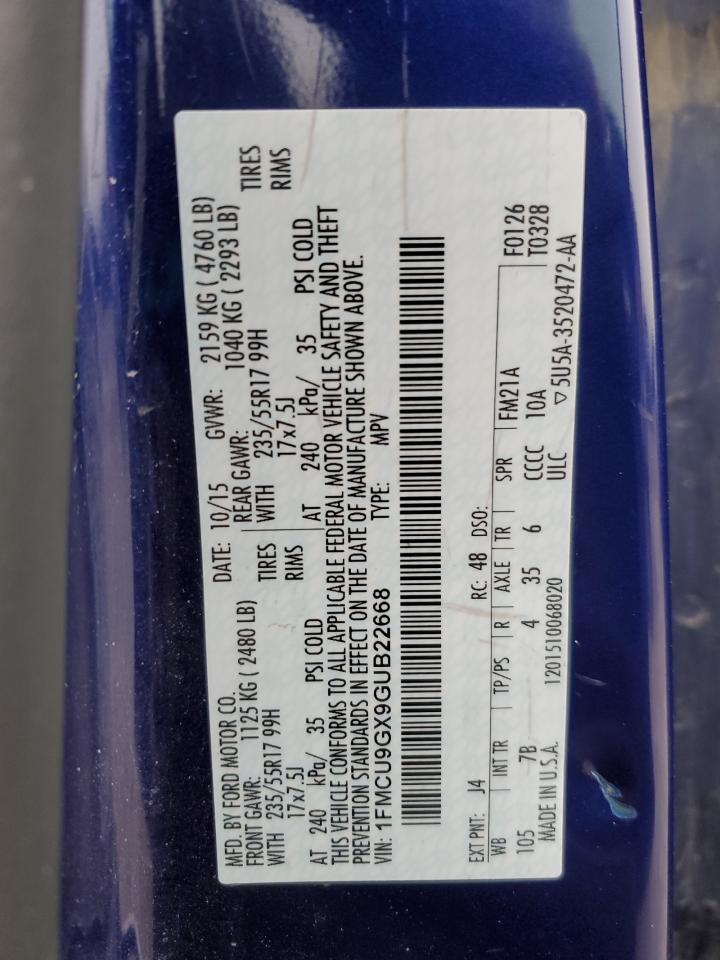 MFD. BY FORD MOTOR CO. DATE: 10/15 GVWR: 2159 KG ( 4760 LB)
FRONT GAWR: 1125 KG ( 2480 LB) REAR GAWR: 1040 KG ( 2293 LB)
WITH 235/55R17 99H TIRES WITH 235/55R17 99H TIRES
17x7.5J RIMS 17x7.5J RIMS
AT 240 kPa/ 35 PSI COLD AT 240 kPa/ 35 PSI COLD
THIS VEHICLE CONFORMS TO ALL APPLICABLE FEDERAL MOTOR VEHICLE SAFETY AND THEFT
PREVENTION STANDARDS IN EFFECT ON THE DATE OF MANUFACTURE SHOWN ABOVE.
VIN: 1FMCU9GX9GUB22668 TYPE: MPV
EXT PNT: J4 RC: 48 DSO: F0126
WB INT TR TP/PS R AXLE TR SPR FM21A T0328
105 7B 4 35 6 CCCC 10A
MADE IN U.S.A. 1201510068020 ULC ▽5U5A-3520472-AA